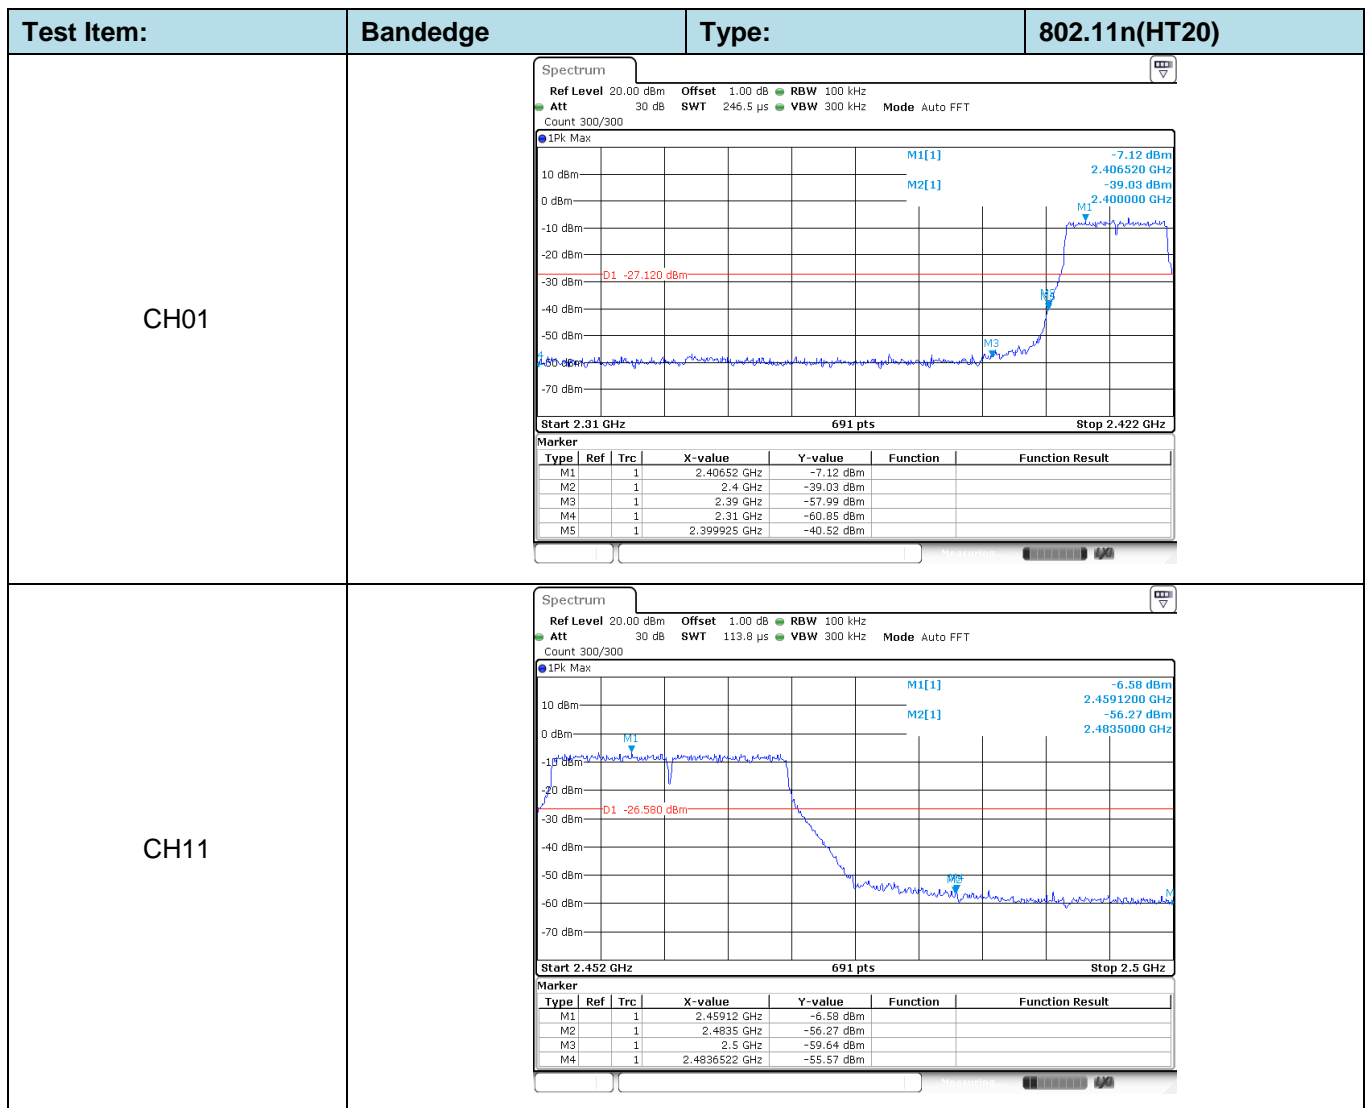 Test Item: Bandedge Type: 802.11n(HT20)
CH01
Spectrum
Ref Level 20.00 dBm Offset 1.00 dB RBW 100 kHz
Att 30 dB SWT 246.5 µs VBW 300 kHz Mode Auto FFT
Count 300/300
1Pk Max
M1[1] -7.12 dBm
2.406520 GHz
M2[1] -39.03 dBm
2.400000 GHz
10 dBm
0 dBm
-10 dBm
-20 dBm
-30 dBm
-40 dBm
-50 dBm
-60 dBm
-70 dBm
M1
D1 -27.120 dBm
M3
Start 2.31 GHz 691 pts Stop 2.422 GHz
Marker
Type Ref Trc X-value Y-value Function Function Result
M1 1 2.40652 GHz -7.12 dBm
M2 1 2.4 GHz -39.03 dBm
M3 1 2.39 GHz -57.99 dBm
M4 1 2.31 GHz -60.85 dBm
M5 1 2.399925 GHz -40.52 dBm
Measuring...
CH11
Spectrum
Ref Level 20.00 dBm Offset 1.00 dB RBW 100 kHz
Att 30 dB SWT 113.8 µs VBW 300 kHz Mode Auto FFT
Count 300/300
1Pk Max
M1[1] -6.58 dBm
2.4591200 GHz
M2[1] -56.27 dBm
2.4835000 GHz
10 dBm
0 dBm
-10 dBm
-20 dBm
-30 dBm
-40 dBm
-50 dBm
-60 dBm
-70 dBm
M1
D1 -26.580 dBm
Start 2.452 GHz 691 pts Stop 2.5 GHz
Marker
Type Ref Trc X-value Y-value Function Function Result
M1 1 2.45912 GHz -6.58 dBm
M2 1 2.4835 GHz -56.27 dBm
M3 1 2.5 GHz -59.64 dBm
M4 1 2.4836522 GHz -55.57 dBm
Measuring...